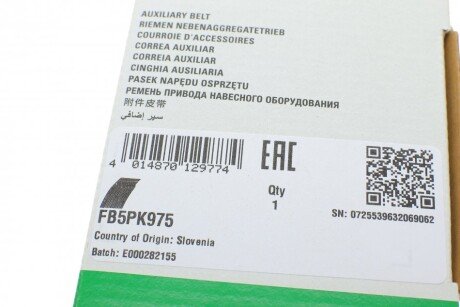 AUXILIARY BELT
RIEMEN NEBENAGGREGATETRIEB
COURROIE D'ACCESSOIRES
CORREA AUXILIAR
CORREIA AUXILIAR
CINGHIA AUSILIARIA
PASEK NAPĘDU OSPRZĘTU
РЕМЕНЬ ПРИВОДА НАВЕСНОГО ОБОРУДОВАНИЯ
附件皮带
سير إضافي
4 014870 129774
EAC
Qty
1
SN: 0725539632069062
FB5PK975
Country of Origin: Slovenia
Batch: E000282155